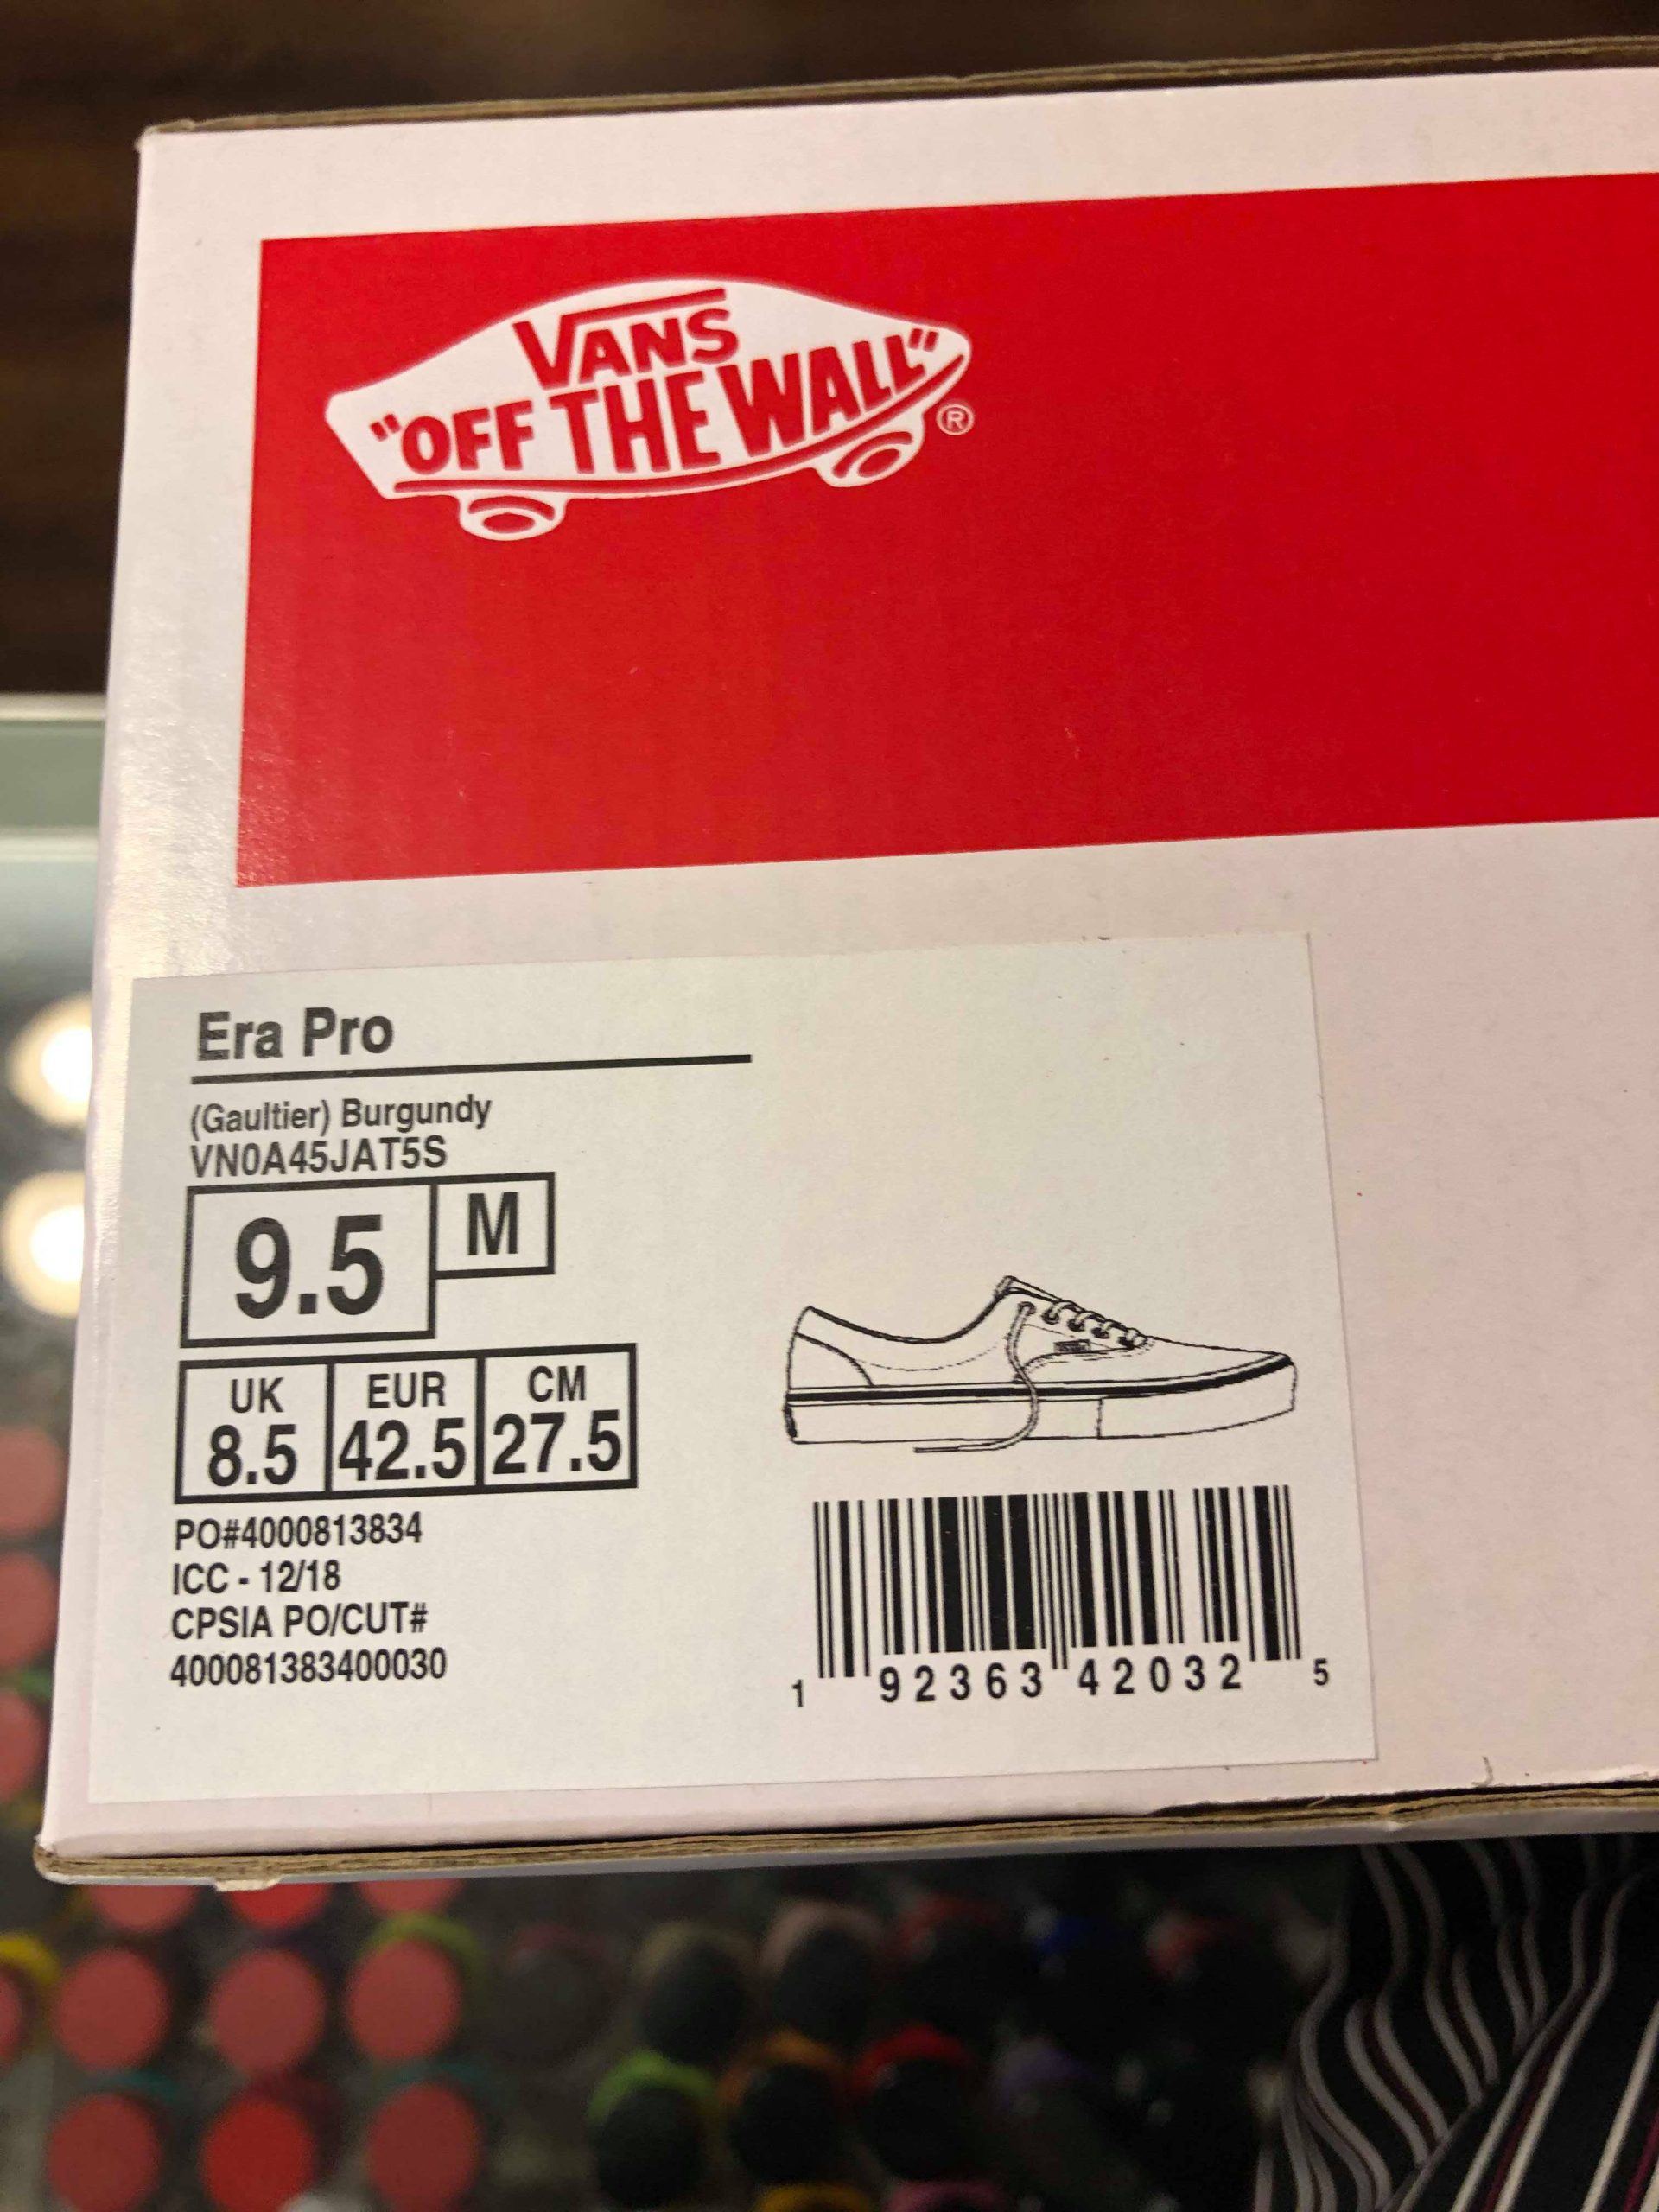 VANS
"OFF THE WALL"
®
Era Pro
(Gaultier) Burgundy
VN0A45JAT5S
9.5 M
UK EUR CM
8.5 42.5 27.5
PO#4000813834
ICC - 12/18
CPSIA PO/CUT#
400081383400030
1 92363 42032 5